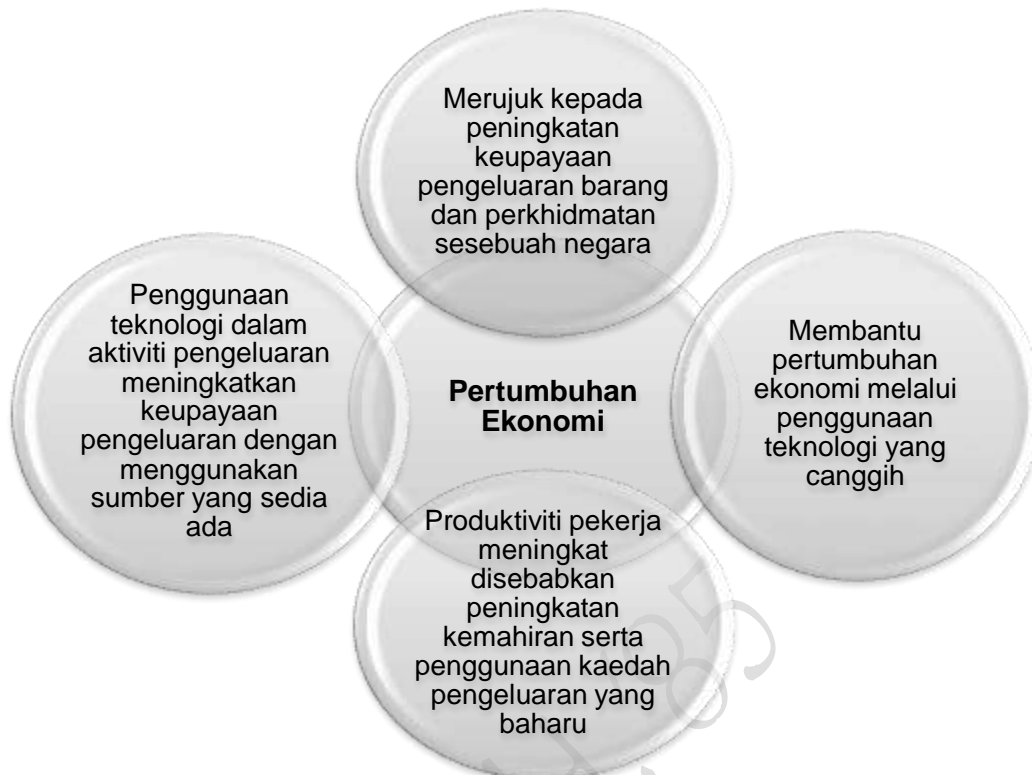 Merujuk kepada
peningkatan
keupayaan
pengeluaran barang
dan perkhidmatan
sesebuah negara
Penggunaan
teknologi dalam
aktiviti pengeluaran
meningkatkan
keupayaan
pengeluaran dengan
menggunakan
sumber yang sedia
ada
Pertumbuhan
Ekonomi
Membantu
pertumbuhan
ekonomi melalui
penggunaan
teknologi yang
canggih
Produktiviti pekerja
meningkat
disebabkan
peningkatan
kemahiran serta
penggunaan kaedah
pengeluaran yang
baharu